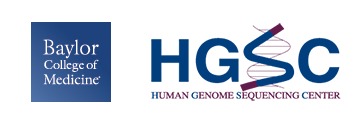 Baylor
College of
Medicine®
HGSC
HUMAN GENOME SEQUENCING CENTER